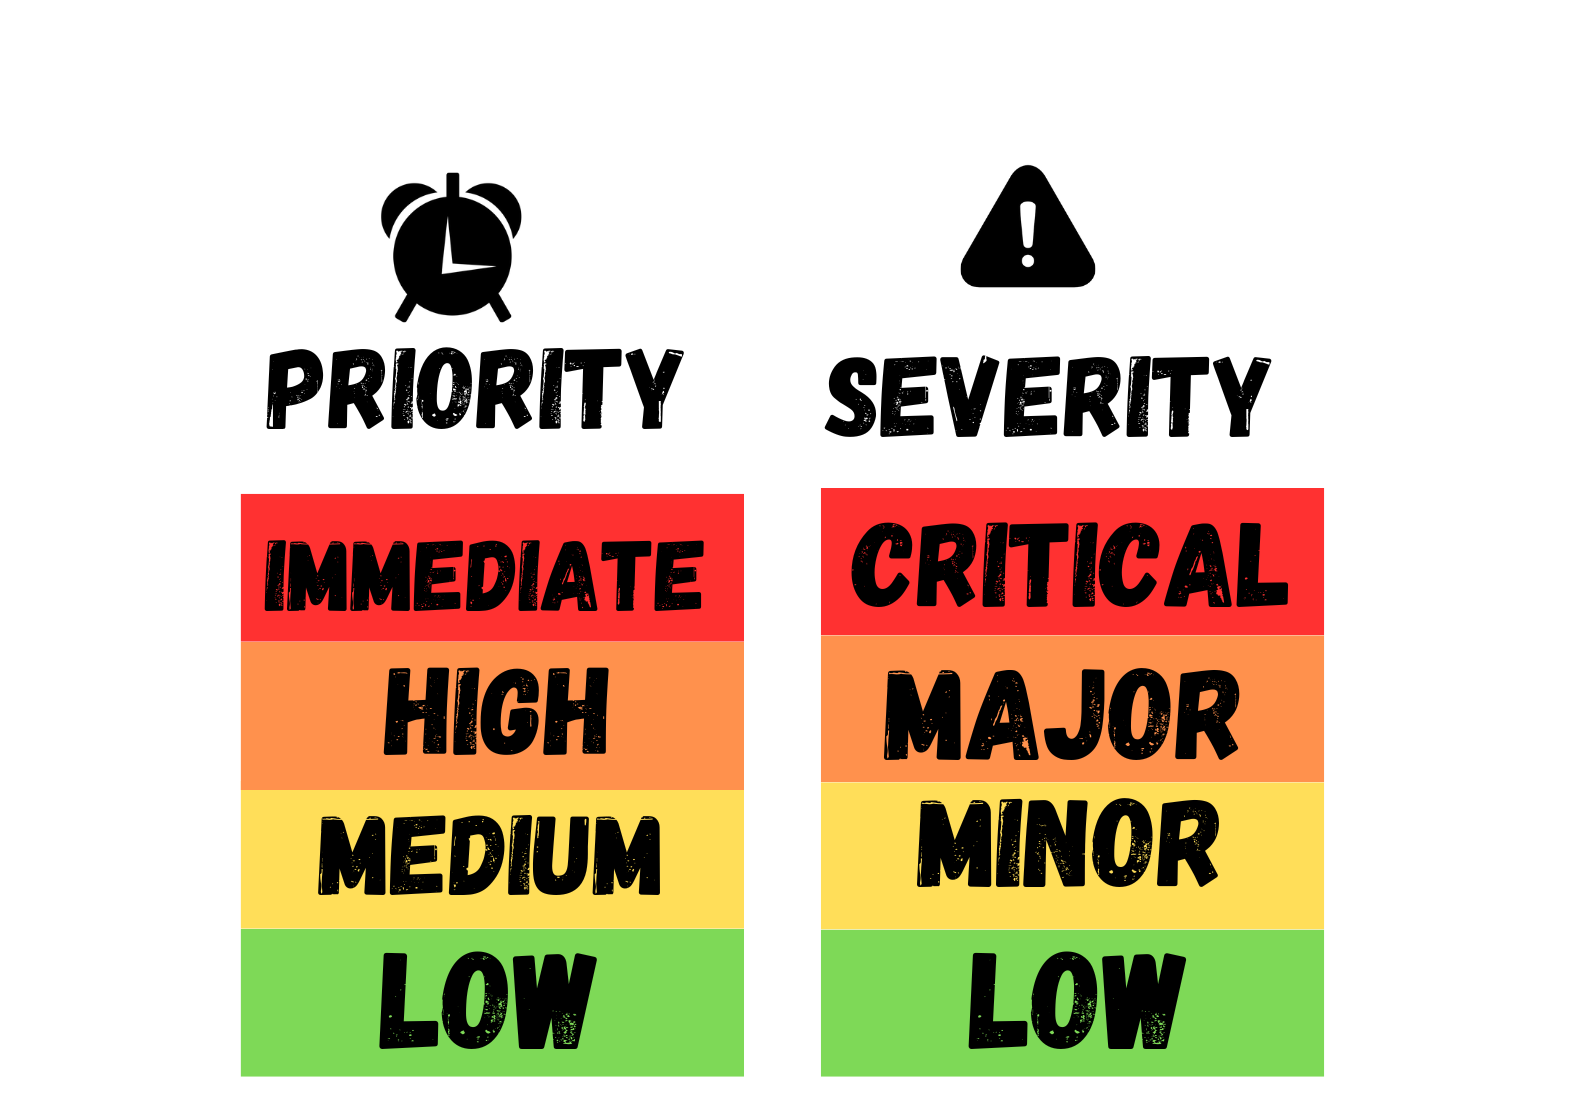 PRIORITY
IMMEDIATE
HIGH
MEDIUM
LOW
SEVERITY
CRITICAL
MAJOR
MINOR
LOW